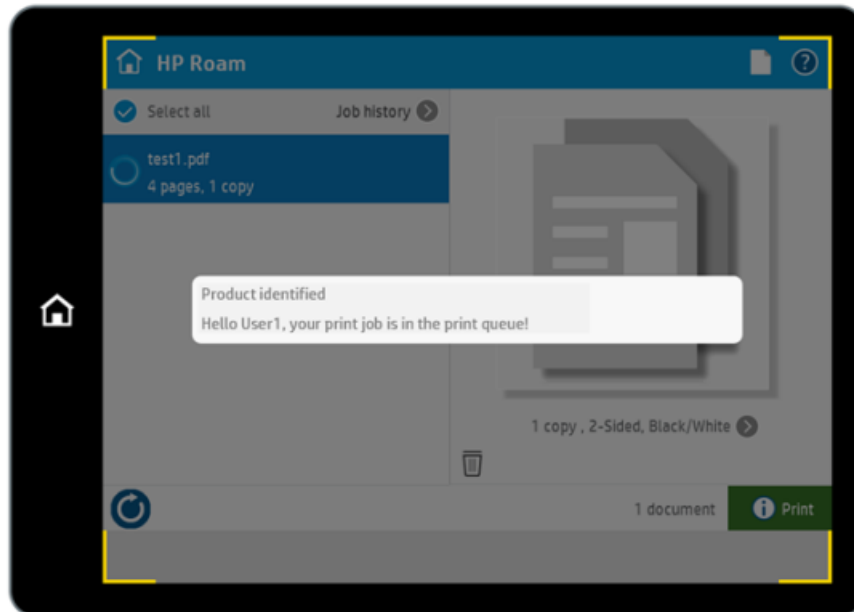 HP Roam
Select all
Job history
test1.pdf
4 pages, 1 copy
Product identified
Hello User1, your print job is in the print queue!
1 copy , 2-Sided, Black/White
1 document
Print